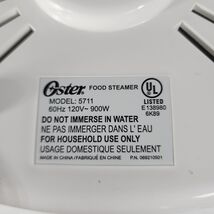 Oster FOOD STEAMER
MODEL: 5711
60Hz 120V~ 900W
UL
LISTED
E138980
6K89
DO NOT IMMERSE IN WATER
NE PAS IMMERGER DANS L' EAU
FOR HOUSEHOLD USE ONLY
USAGE DOMESTIQUE SEULEMENT
MADE IN CHINA / FABRIQUÉ EN CHINE P.N. 069210501